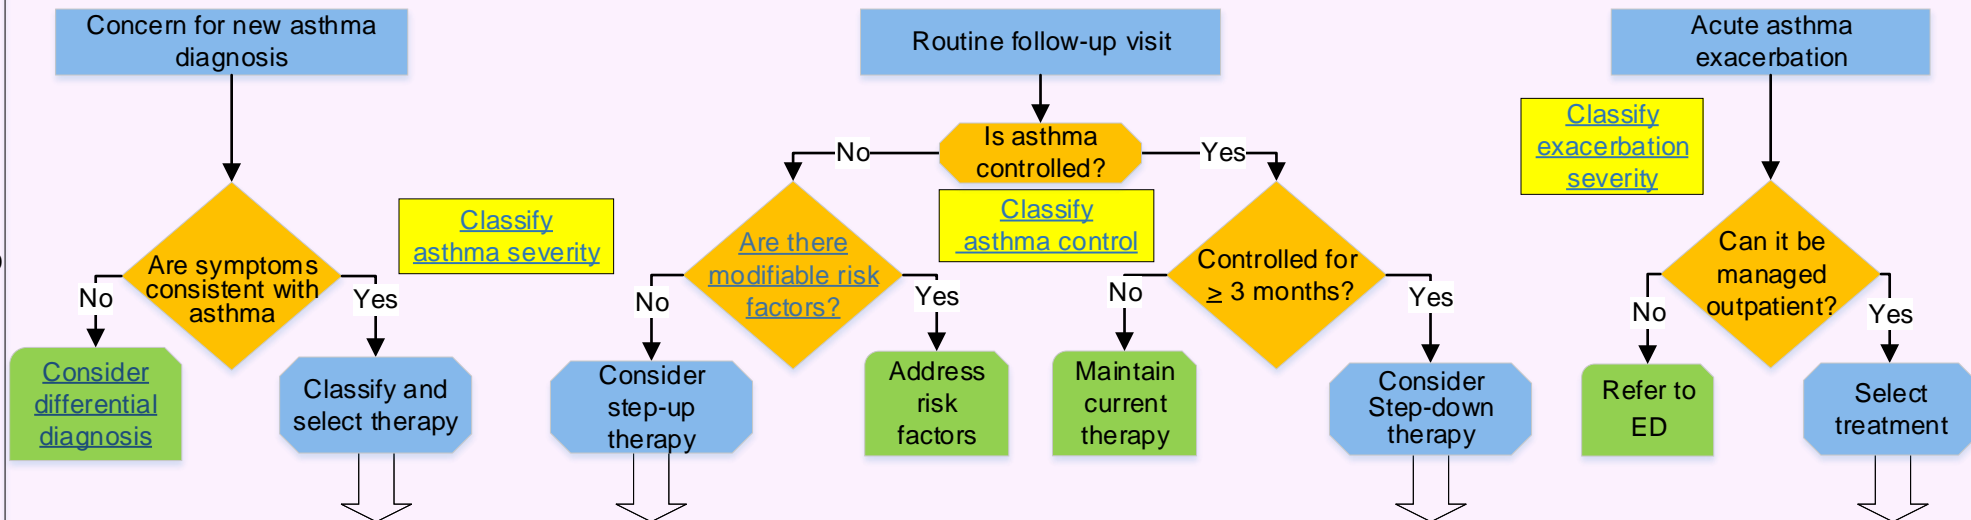 Concern for new asthma
diagnosis
Routine follow-up visit
Acute asthma
exacerbation
Classify
exacerbation
severity
Is asthma
controlled?
No
Yes
Classify
asthma severity
Classify
asthma control
Are symptoms
consistent with
asthma
No
Yes
Are there
modifiable risk
factors?
No
Yes
Controlled for
≥ 3 months?
No
Yes
Can it be
managed
outpatient?
No
Yes
Consider
differential
diagnosis
Classify and
select therapy
Consider
step-up
therapy
Address
risk
factors
Maintain
current
therapy
Consider
Step-down
therapy
Refer to
ED
Select
treatment